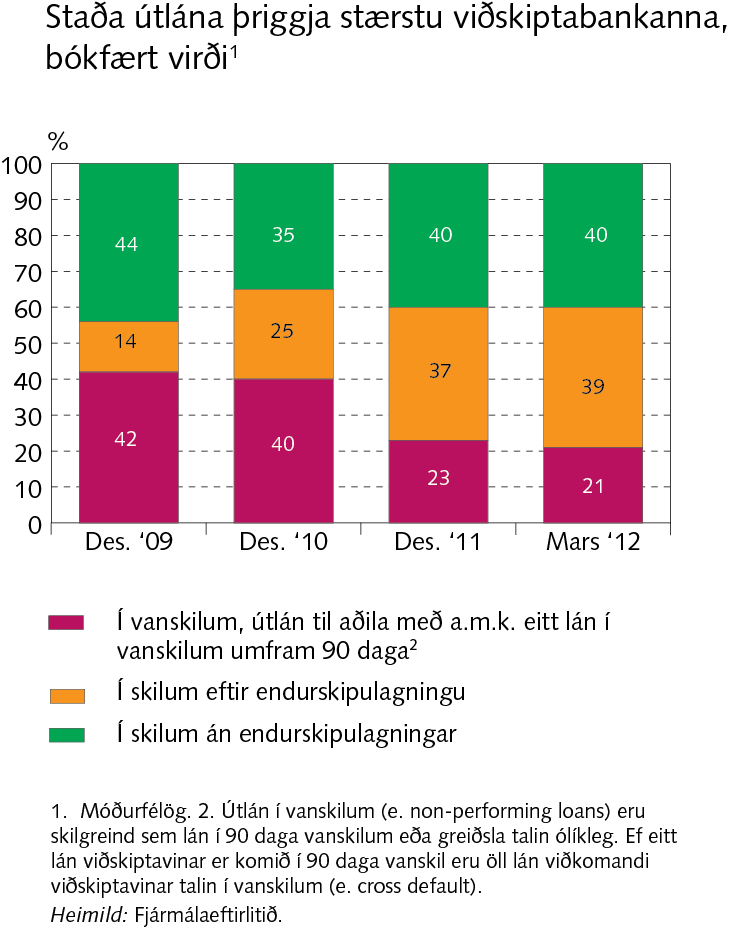 Staða útlána þriggja stærstu viðskiptabankanna,
bókfært virði¹
%
100
90
80
70
60
50
40
30
20
10
0
44
14
42
35
25
40
40
37
23
40
39
21
Des. ‘09
Des. ‘10
Des. ‘11
Mars ‘12
Í vanskilum, útlán til aðila með a.m.k. eitt lán í
vanskilum umfram 90 daga²
Í skilum eftir endurskipulagningu
Í skilum án endurskipulagningar
1. Móðurfélög. 2. Útlán í vanskilum (e. non-performing loans) eru
skilgreind sem lán í 90 daga vanskilum eða greiðsla talin ólíkleg. Ef eitt
lán viðskiptavinar er komið í 90 daga vanskil eru öll lán viðkomandi
viðskiptavinar talin í vanskilum (e. cross default).
Heimild: Fjármálaeftirlitið.